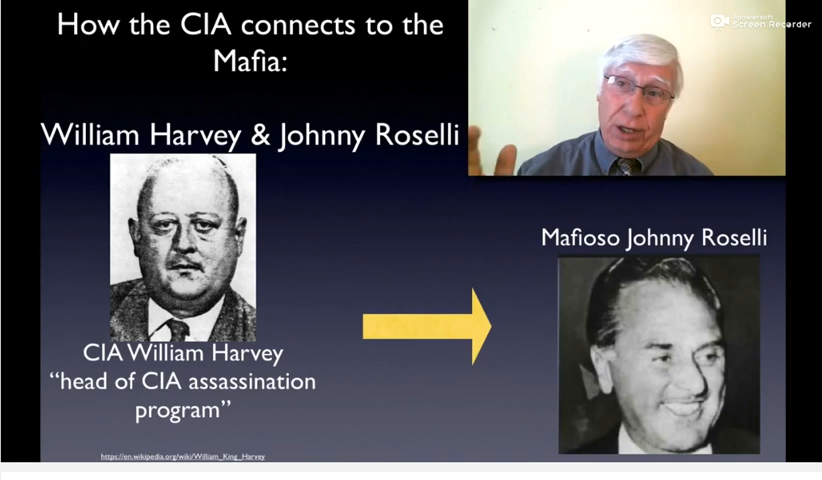 How the CIA connects to the
Mafia:
Apowersoft
Screen Recorder
William Harvey & Johnny Roselli
Mafioso Johnny Roselli
CIA William Harvey
“head of CIA assassination
program”
https://en.wikipedia.org/wiki/William_King_Harvey